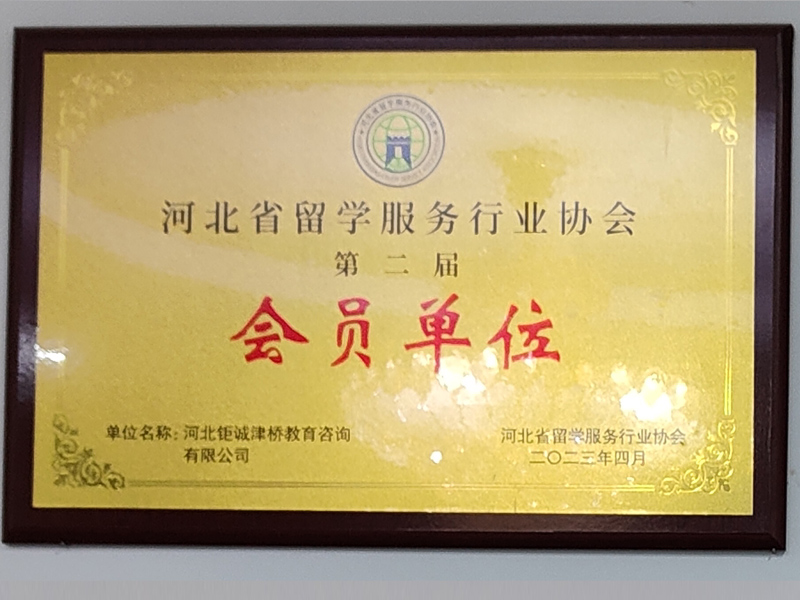 河北省留学服务行业协会
第二届
会员单位
单位名称：河北钜诚津桥教育咨询
有限公司
河北省留学服务行业协会
二〇二三年四月